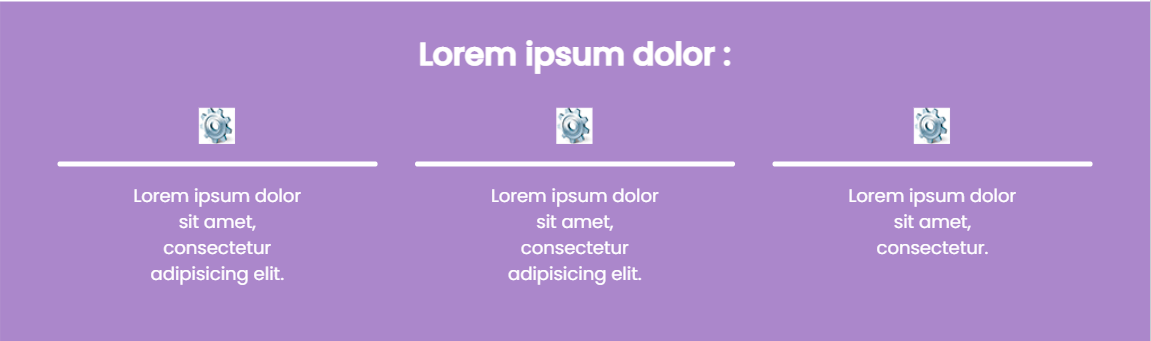 Lorem ipsum dolor :
Lorem ipsum dolor
sit amet,
consectetur
adipisicing elit.
Lorem ipsum dolor
sit amet,
consectetur
adipisicing elit.
Lorem ipsum dolor
sit amet,
consectetur.